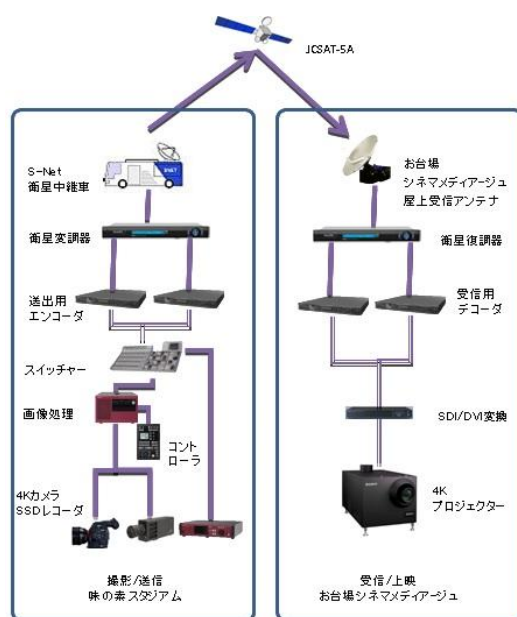 JCSAT-5A
S-Net
衛星中継車
衛星変調器
送出用
エンコーダ
スイッチャー
画像処理
コント
ローラ
4Kカメラ
SSDレコーダ
撮影/送信
味の素スタジアム
お台場
シネマメディアージュ
屋上受信アンテナ
衛星復調器
受信用
デコーダ
SDI/DVI変換
4K
プロジェクター
受信/上映
お台場シネマメディアージュ